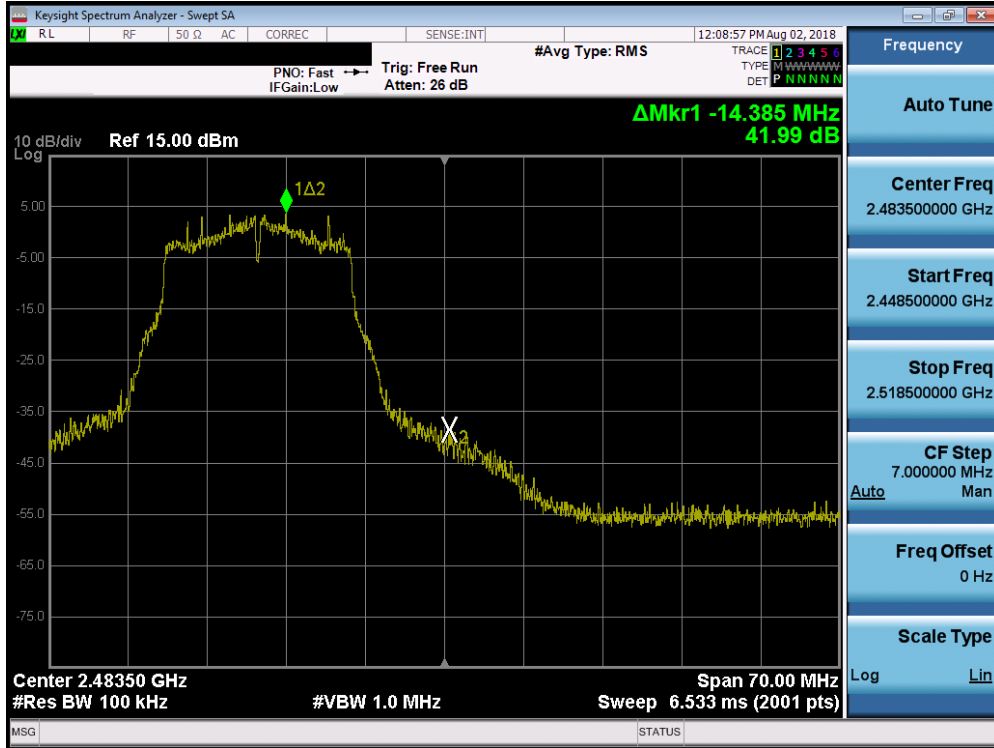 Keysight Spectrum Analyzer - Swept SA
LXI RL RF 50 Ω AC CORREC SENSE:INT 12:08:57 PM Aug 02, 2018
#Avg Type: RMS
TRACE 1 2 3 4 5 6
PNO: Fast Trig: Free Run
TYPE M WWWWW
IFGain:Low Atten: 26 dB
DET P N N N N N
ΔMkr1 -14.385 MHz
41.99 dB
10 dB/div Ref 15.00 dBm
Log
1Δ2
5.00
-5.00
-15.0
-25.0
-35.0
2
-45.0
-55.0
-65.0
-75.0
Center 2.48350 GHz Span 70.00 MHz
#Res BW 100 kHz #VBW 1.0 MHz Sweep 6.533 ms (2001 pts)
MSG STATUS
Frequency
Auto Tune
Center Freq
2.483500000 GHz
Start Freq
2.448500000 GHz
Stop Freq
2.518500000 GHz
CF Step
7.000000 MHz
Auto Man
Freq Offset
0 Hz
Scale Type
Log Lin